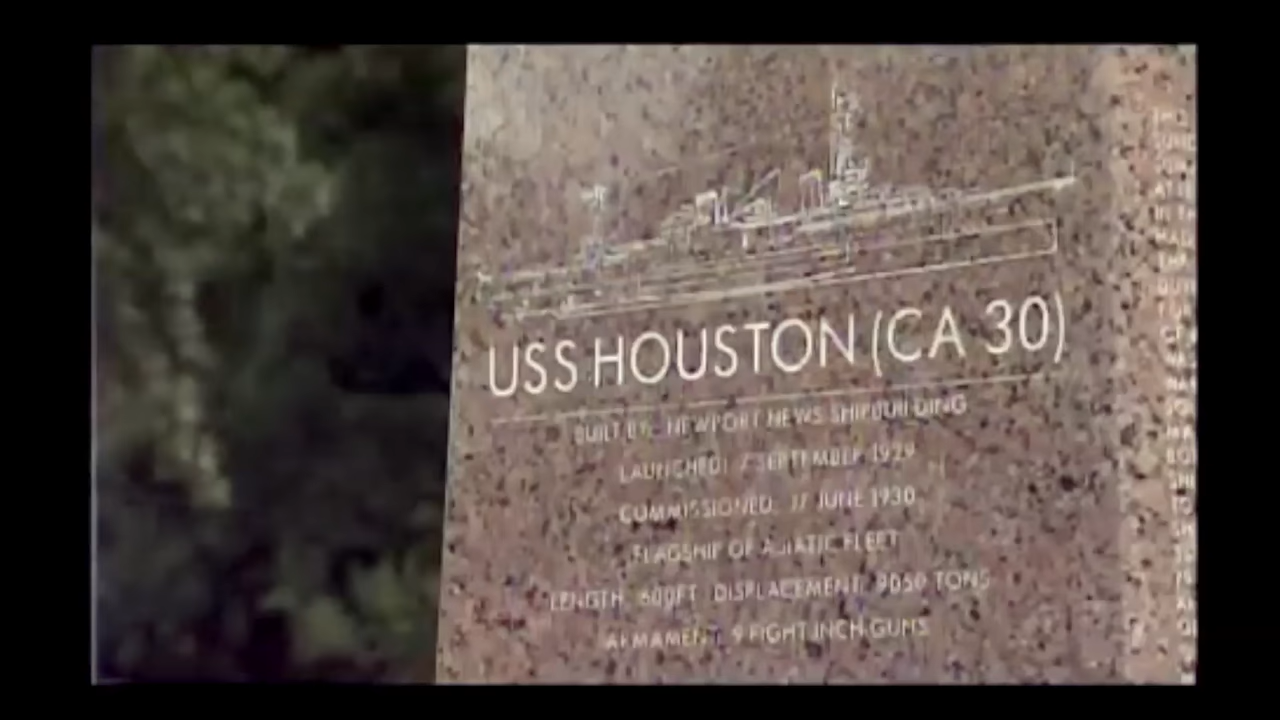 USS HOUSTON (CA 30)
BUILT BY: NEWPORT NEWS SHIPBUILDING
LAUNCHED: 7 SEPTEMBER 1929
COMMISSIONED: 17 JUNE 1930
FLAGSHIP OF ASIATIC FLEET
LENGTH: 600FT DISPLACEMENT: 9050 TONS
ARMAMENT: 9 EIGHT INCH GUNS